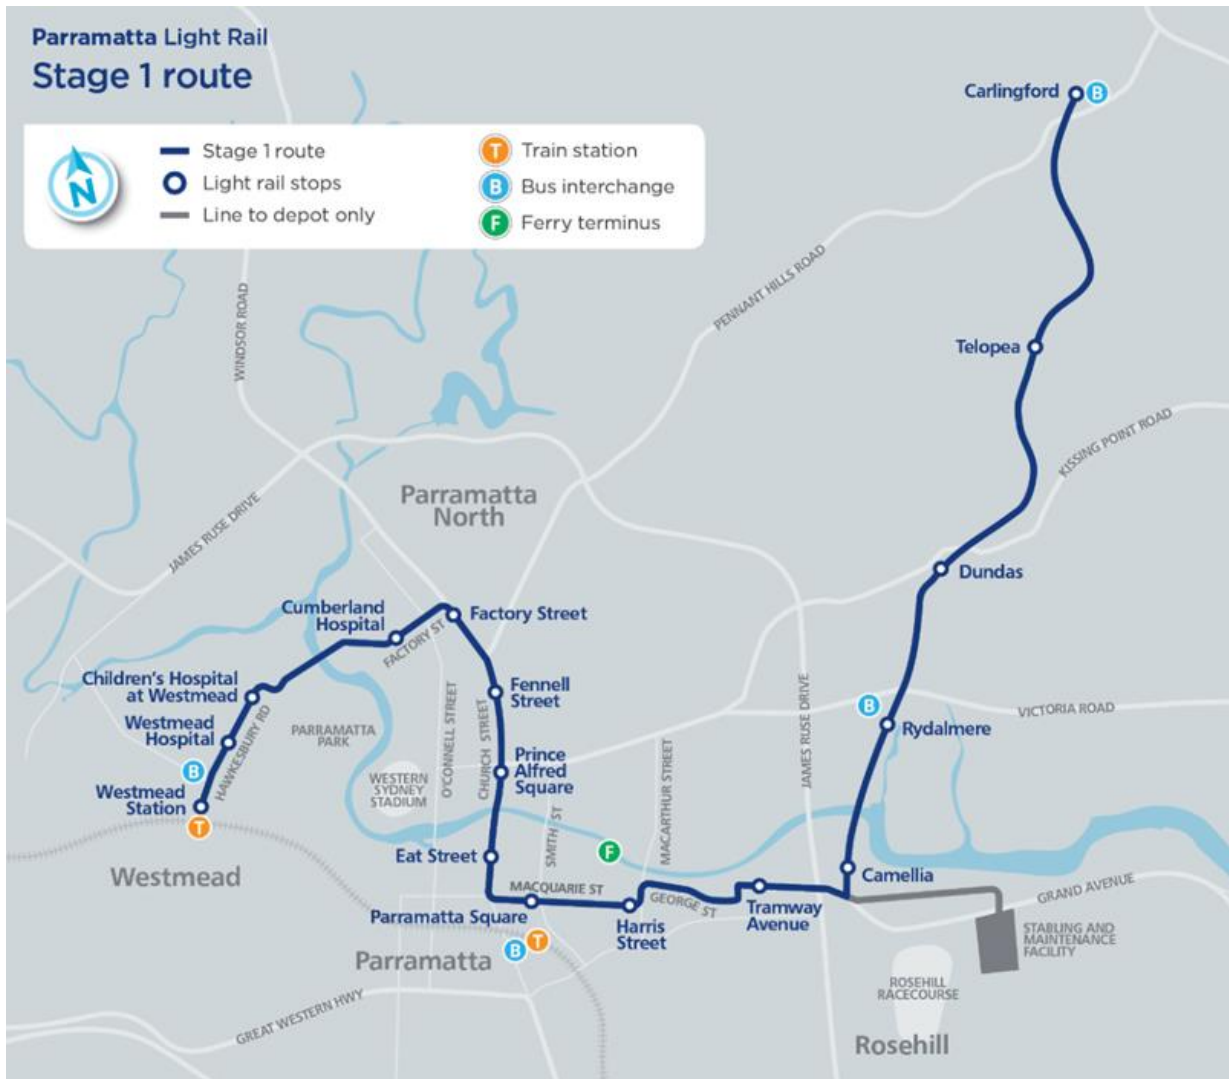 Parramatta Light Rail
Stage 1 route
N
Stage 1 route
Light rail stops
Line to depot only
T Train station
B Bus interchange
F Ferry terminus
Carlingford
B
WINDSOR ROAD
PENNANT HILLS ROAD
Telopea
KISSING POINT ROAD
JAMES RUSE DRIVE
Parramatta
North
Dundas
Cumberland
Hospital
Factory Street
FACTORY ST
Children's Hospital
at Westmead
Fennell
Street
O'CONNELL STREET
CHURCH STREET
JAMES RUSE DRIVE
B
VICTORIA ROAD
Rydalmere
Westmead
Hospital
HAWKESBURY RD
PARRAMATTA
PARK
MACARTHUR STREET
Prince
Alfred
Square
B
WESTERN
SYDNEY
STADIUM
Westmead
Station
T
SMITH ST
F
Eat Street
Westmead
Camellia
MACQUARIE ST
GEORGE ST
GRAND AVENUE
Parramatta Square
Harris
Street
Tramway
Avenue
STABLING AND
MAINTENANCE
FACILITY
B
T
Parramatta
ROSEHILL
RACECOURSE
GREAT WESTERN HWY
Rosehill